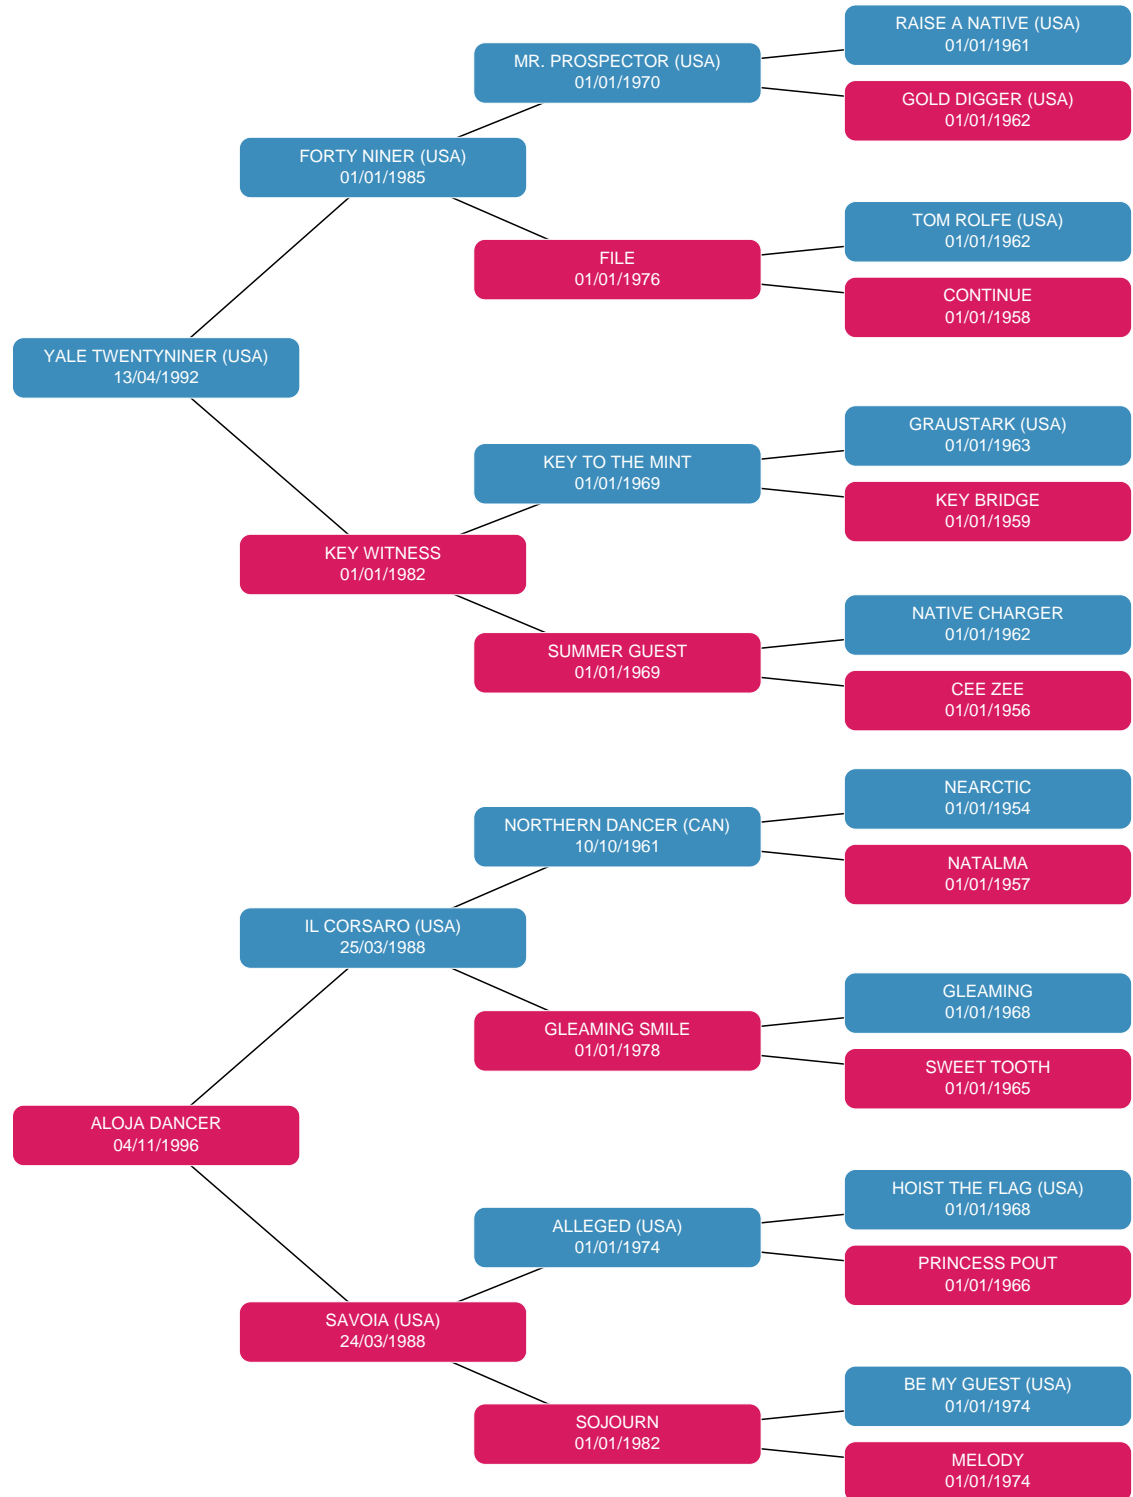 RAISE A NATIVE (USA)
01/01/1961
MR. PROSPECTOR (USA)
01/01/1970
GOLD DIGGER (USA)
01/01/1962
FORTY NINER (USA)
01/01/1985
TOM ROLFE (USA)
01/01/1962
FILE
01/01/1976
CONTINUE
01/01/1958
YALE TWENTYNINER (USA)
13/04/1992
GRAUSTARK (USA)
01/01/1963
KEY TO THE MINT
01/01/1969
KEY BRIDGE
01/01/1959
KEY WITNESS
01/01/1982
NATIVE CHARGER
01/01/1962
SUMMER GUEST
01/01/1969
CEE ZEE
01/01/1956
NEARCTIC
01/01/1954
NORTHERN DANCER (CAN)
10/10/1961
NATALMA
01/01/1957
IL CORSARO (USA)
25/03/1988
GLEAMING
01/01/1968
GLEAMING SMILE
01/01/1978
SWEET TOOTH
01/01/1965
ALOJA DANCER
04/11/1996
HOIST THE FLAG (USA)
01/01/1968
ALLEGED (USA)
01/01/1974
PRINCESS POUT
01/01/1966
SAVOIA (USA)
24/03/1988
BE MY GUEST (USA)
01/01/1974
SOJOURN
01/01/1982
MELODY
01/01/1974